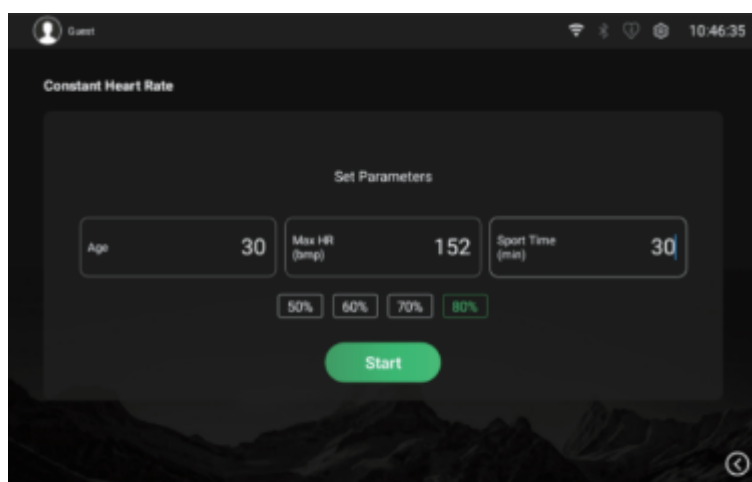 Guest 10:46:35
Constant Heart Rate
Set Parameters
Age 30
Max HR (bmp) 152
Sport Time (min) 30
50% 60% 70% 80%
Start